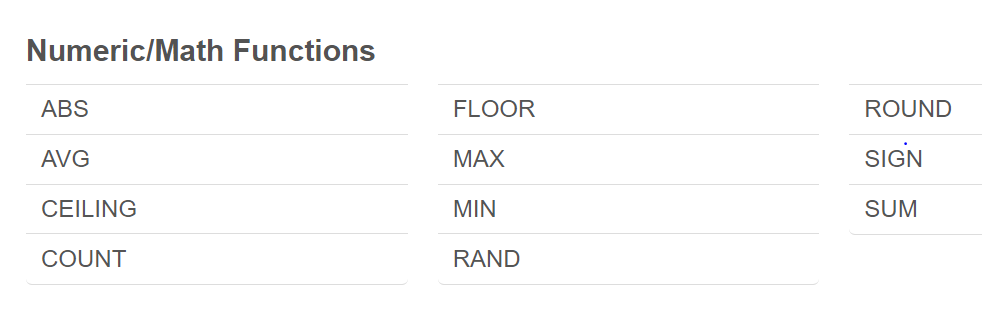 Numeric/Math Functions
ABS
AVG
CEILING
COUNT
FLOOR
MAX
MIN
RAND
ROUND
SIGN
SUM